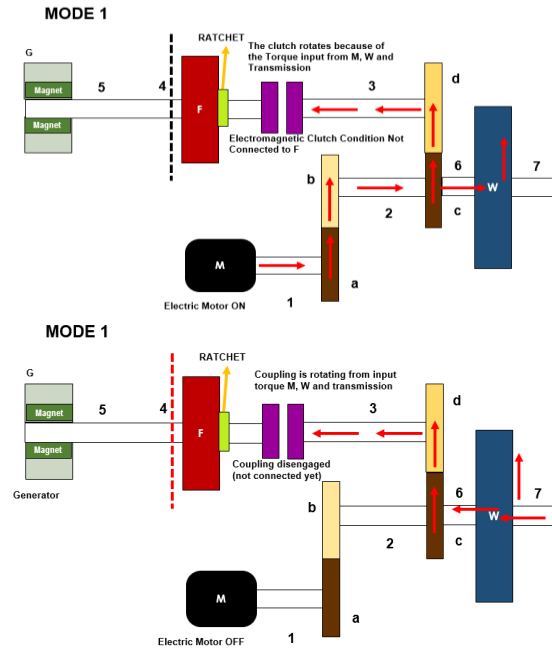 MODE 1
RATCHET
The clutch rotates because of
the Torque input from M, W and
Transmission
G
5
4
3
d
Magnet
F
Magnet
Electromagnetic Clutch Condition Not
Connected to F
b
6
7
W
2
c
M
a
Electric Motor ON
1
MODE 1
RATCHET
Coupling is rotating from input
torque M, W and transmission
G
5
4
3
d
Magnet
F
Magnet
Coupling disengaged
(not connected yet)
Generator
b
6
7
W
2
c
M
a
Electric Motor OFF
1